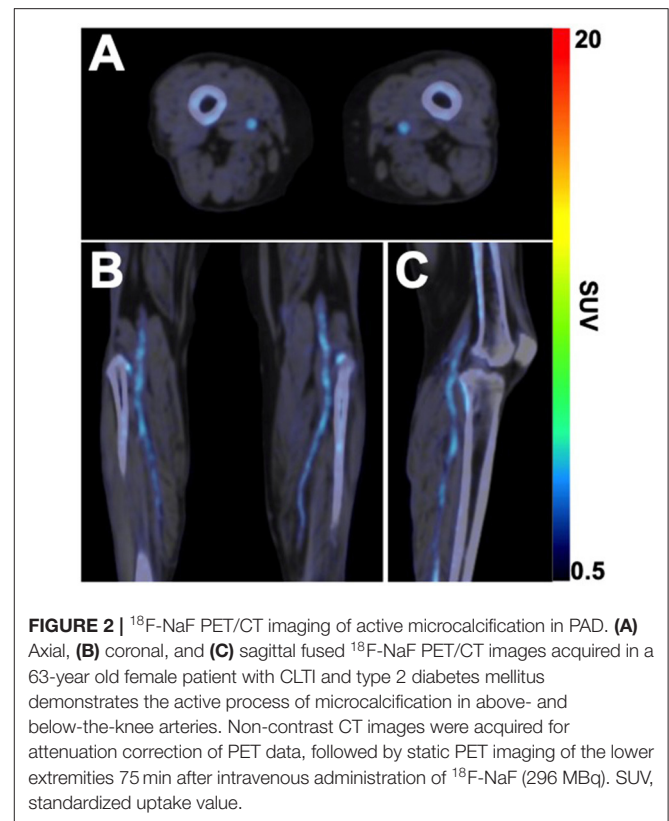 A
20
B
C
SUV
0.5
FIGURE 2 | ¹⁸F-NaF PET/CT imaging of active microcalcification in PAD. (A)
Axial, (B) coronal, and (C) sagittal fused ¹⁸F-NaF PET/CT images acquired in a
63-year old female patient with CLTI and type 2 diabetes mellitus
demonstrates the active process of microcalcification in above- and
below-the-knee arteries. Non-contrast CT images were acquired for
attenuation correction of PET data, followed by static PET imaging of the lower
extremities 75 min after intravenous administration of ¹⁸F-NaF (296 MBq). SUV,
standardized uptake value.